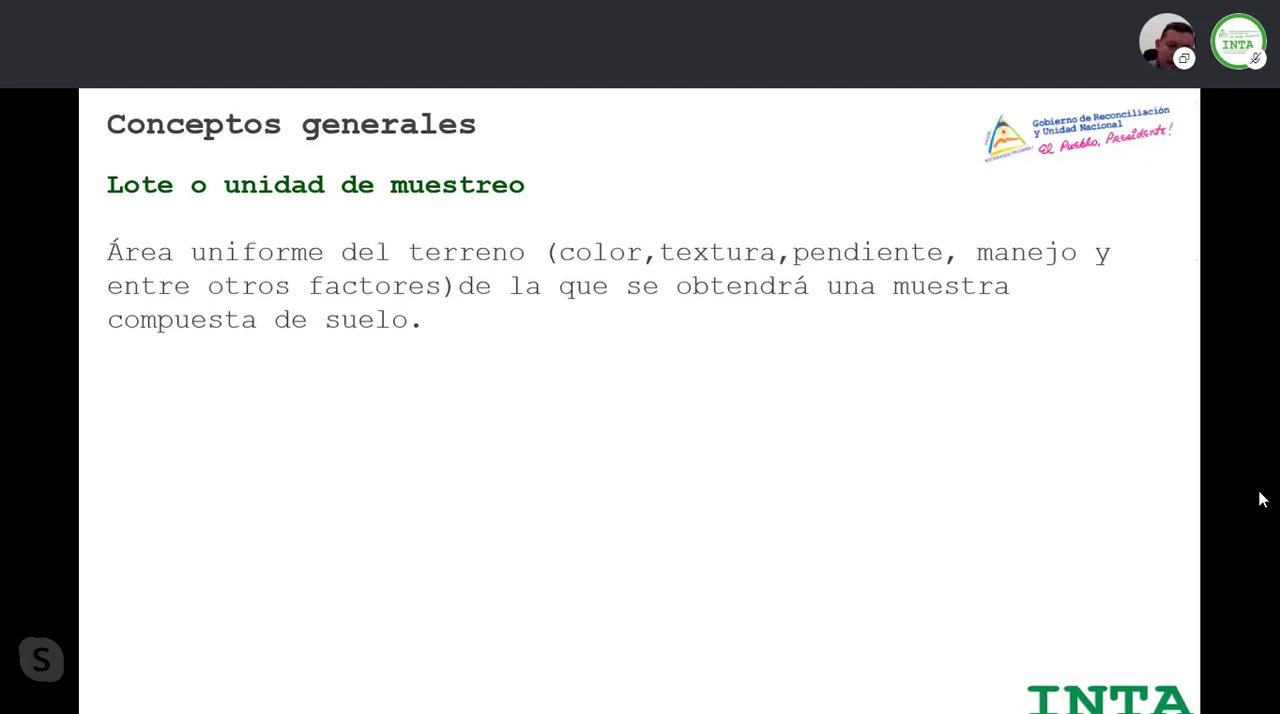 INTA
Conceptos generales
Gobierno de Reconciliación
y Unidad Nacional
El Pueblo, Presidente!
Lote o unidad de muestreo
Área uniforme del terreno (color,textura,pendiente, manejo y
entre otros factores)de la que se obtendrá una muestra
compuesta de suelo.
S
INTA